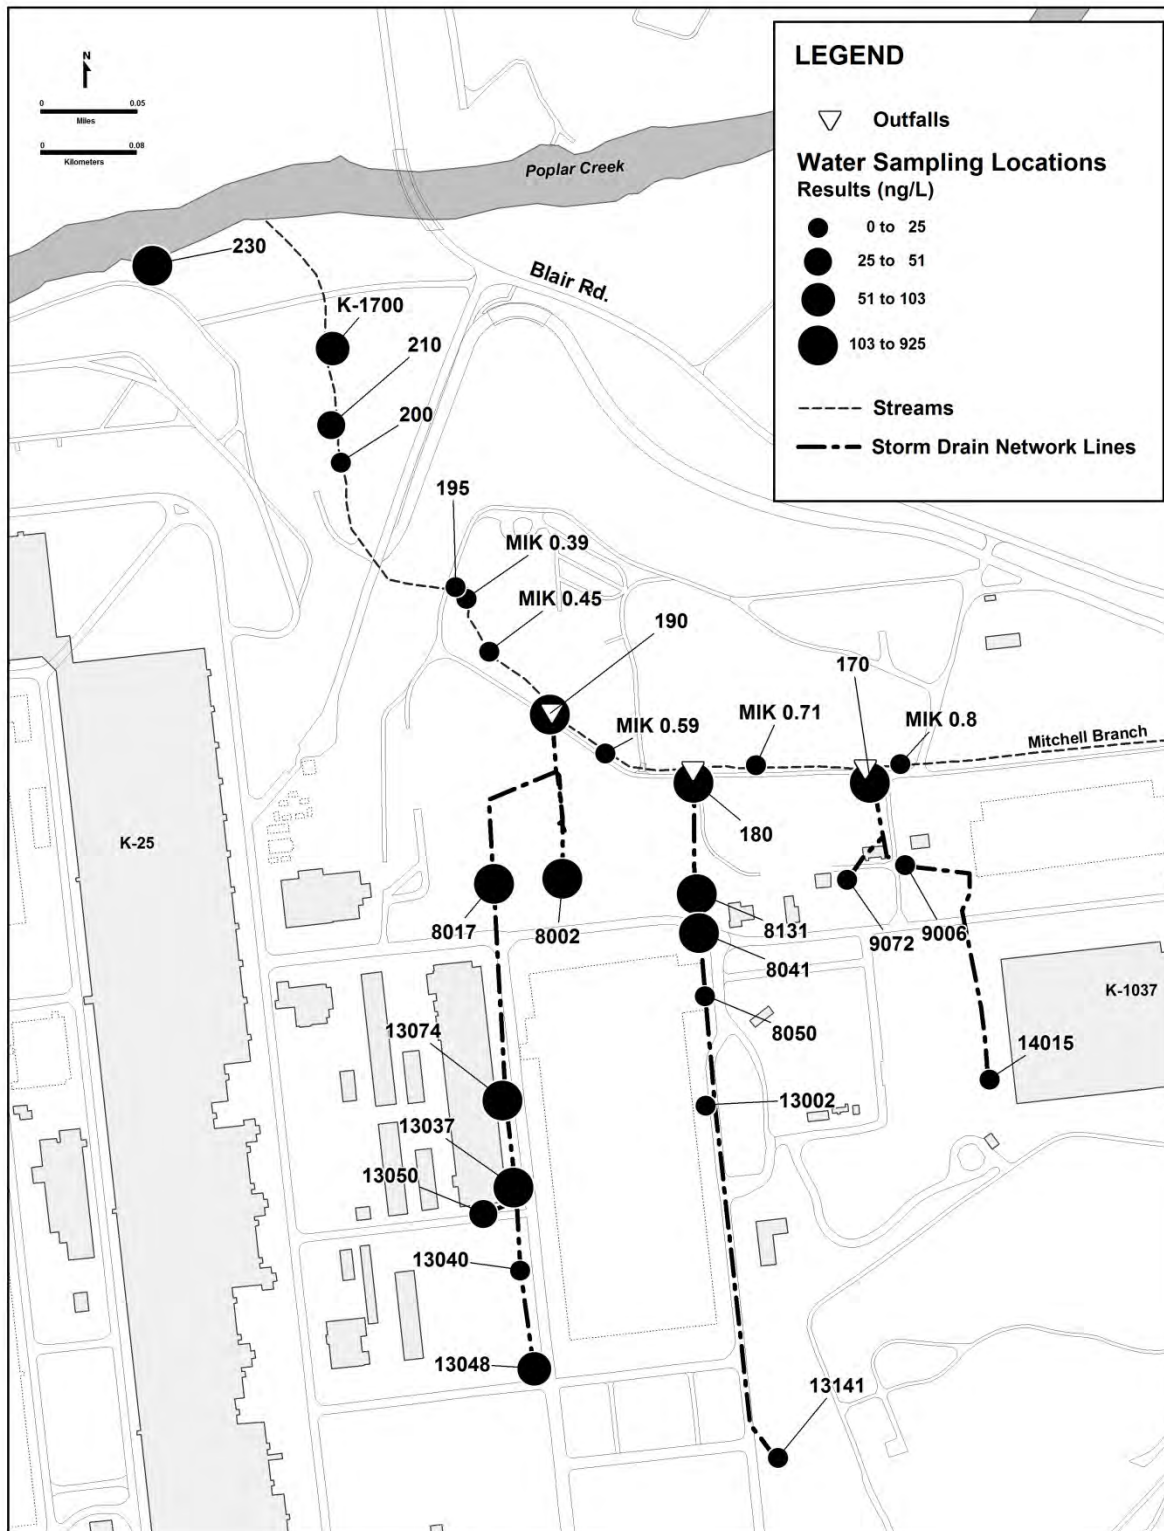 N
0 0.05
Miles
0 0.08
Kilometers
LEGEND
Outfalls
Water Sampling Locations
Results (ng/L)
0 to 25
25 to 51
51 to 103
103 to 925
Streams
Storm Drain Network Lines
Poplar Creek
230
Blair Rd.
K-1700
210
200
195
MIK 0.39
MIK 0.45
190
170
MIK 0.59
MIK 0.71
MIK 0.8
Mitchell Branch
180
K-25
8017
8002
8131
8041
9072
9006
8050
K-1037
13074
14015
13002
13037
13050
13040
13048
13141